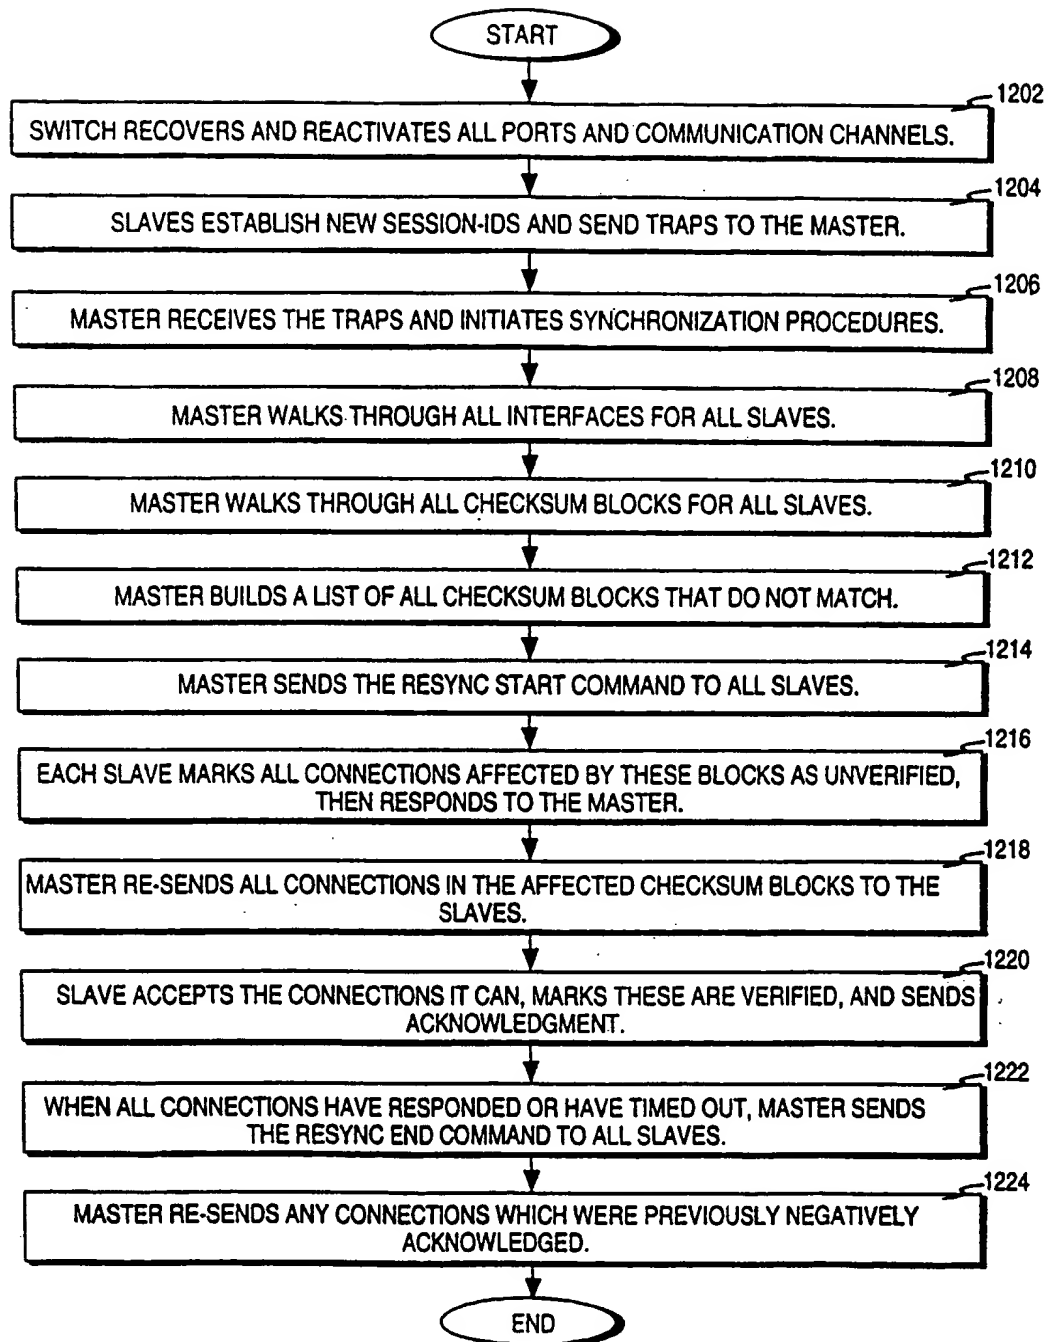 START
1202
SWITCH RECOVERS AND REACTIVATES ALL PORTS AND COMMUNICATION CHANNELS.
1204
SLAVES ESTABLISH NEW SESSION-IDS AND SEND TRAPS TO THE MASTER.
1206
MASTER RECEIVES THE TRAPS AND INITIATES SYNCHRONIZATION PROCEDURES.
1208
MASTER WALKS THROUGH ALL INTERFACES FOR ALL SLAVES.
1210
MASTER WALKS THROUGH ALL CHECKSUM BLOCKS FOR ALL SLAVES.
1212
MASTER BUILDS A LIST OF ALL CHECKSUM BLOCKS THAT DO NOT MATCH.
1214
MASTER SENDS THE RESYNC START COMMAND TO ALL SLAVES.
1216
EACH SLAVE MARKS ALL CONNECTIONS AFFECTED BY THESE BLOCKS AS UNVERIFIED,
THEN RESPONDS TO THE MASTER.
1218
MASTER RE-SENDS ALL CONNECTIONS IN THE AFFECTED CHECKSUM BLOCKS TO THE
SLAVES.
1220
SLAVE ACCEPTS THE CONNECTIONS IT CAN, MARKS THESE ARE VERIFIED, AND SENDS
ACKNOWLEDGMENT.
1222
WHEN ALL CONNECTIONS HAVE RESPONDED OR HAVE TIMED OUT, MASTER SENDS
THE RESYNC END COMMAND TO ALL SLAVES.
1224
MASTER RE-SENDS ANY CONNECTIONS WHICH WERE PREVIOUSLY NEGATIVELY
ACKNOWLEDGED.
END